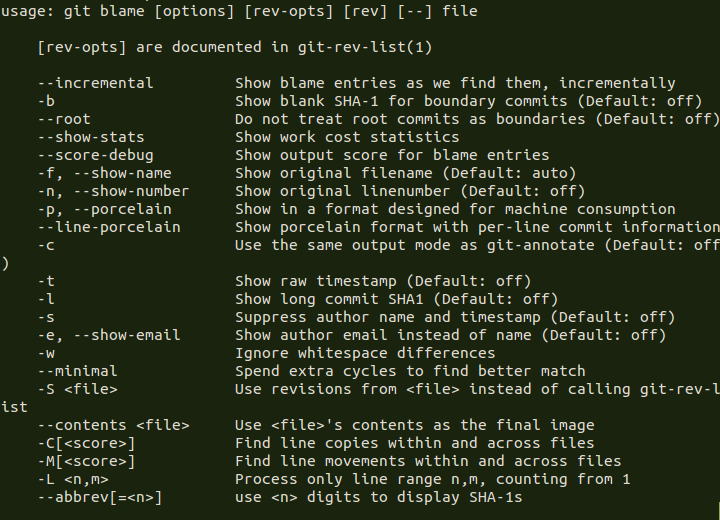 usage: git blame [options] [rev-opts] [rev] [--] file
[rev-opts] are documented in git-rev-list(1)
--incremental Show blame entries as we find them, incrementally
-b Show blank SHA-1 for boundary commits (Default: off)
--root Do not treat root commits as boundaries (Default: off)
--show-stats Show work cost statistics
--score-debug Show output score for blame entries
-f, --show-name Show original filename (Default: auto)
-n, --show-number Show original linenumber (Default: off)
-p, --porcelain Show in a format designed for machine consumption
--line-porcelain Show porcelain format with per-line commit information
-c Use the same output mode as git-annotate (Default: off
)
-t Show raw timestamp (Default: off)
-l Show long commit SHA1 (Default: off)
-s Suppress author name and timestamp (Default: off)
-e, --show-email Show author email instead of name (Default: off)
-w Ignore whitespace differences
--minimal Spend extra cycles to find better match
-S <file> Use revisions from <file> instead of calling git-rev-l
ist
--contents <file> Use <file>'s contents as the final image
-C[<score>] Find line copies within and across files
-M[<score>] Find line movements within and across files
-L <n,m> Process only line range n,m, counting from 1
--abbrev[=<n>] use <n> digits to display SHA-1s